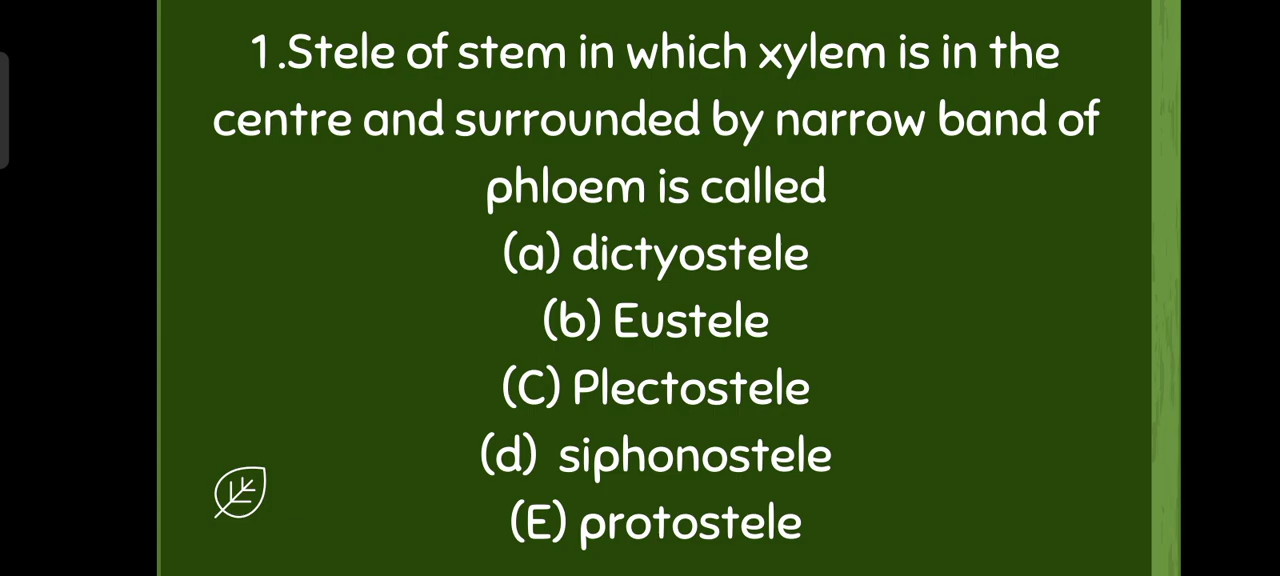 1.Stele of stem in which xylem is in the
centre and surrounded by narrow band of
phloem is called
(a) dictyostele
(b) Eustele
(C) Plectostele
(d) siphonostele
(E) protostele